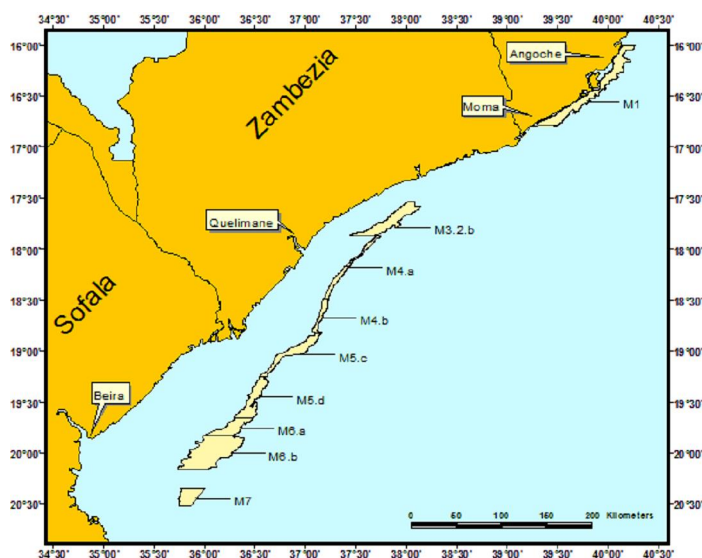 34°30' 35°00' 35°30' 36°00' 36°30' 37°00' 37°30' 38°00' 38°30' 39°00' 39°30' 40°00' 40°30'
16°00' 16°00'
Angoche
Zambezia
16°30' 16°30'
Moma
M1
17°00' 17°00'
17°30' 17°30'
Quelimane
M3.2.b
18°00' 18°00'
M4.a
Sofala
18°30' 18°30'
M4.b
19°00' 19°00'
M5.c
Beira
19°30' 19°30'
M5.d
M6.a
20°00' 20°00'
M6.b
20°30' 20°30'
M7
0 50 100 150 200 Kilometers
34°30' 35°00' 35°30' 36°00' 36°30' 37°00' 37°30' 38°00' 38°30' 39°00' 39°30' 40°00' 40°30'